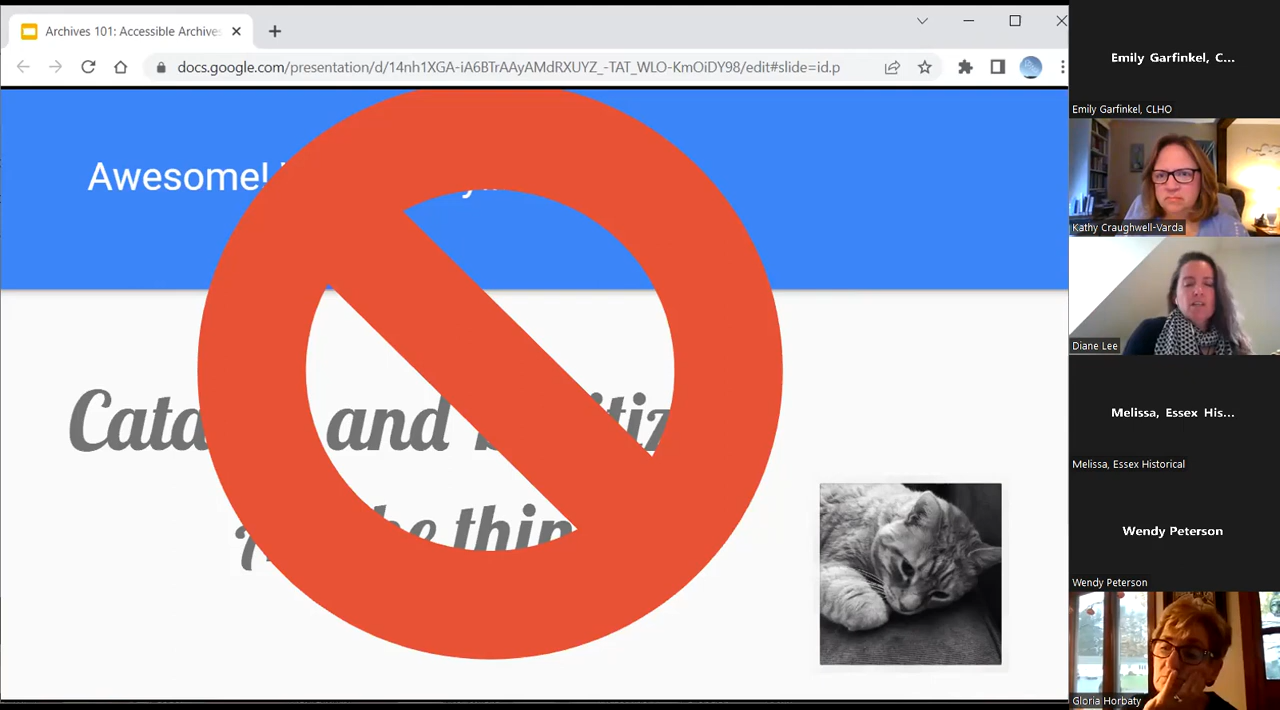 Archives 101: Accessible Archive
docs.google.com/presentation/d/14nh1XGA-iA6BTrAAyAMdRXUYZ_-TAT_WLO-KmOiDY98/edit#slide=id.p
Awesome!
and
Emily Garfinkel, C...
Emily Garfinkel, CLHO
Kathy Craughwell-Varda
Diane Lee
Melissa, Essex His...
Melissa, Essex Historical
Wendy Peterson
Wendy Peterson
Gloria Horbaty